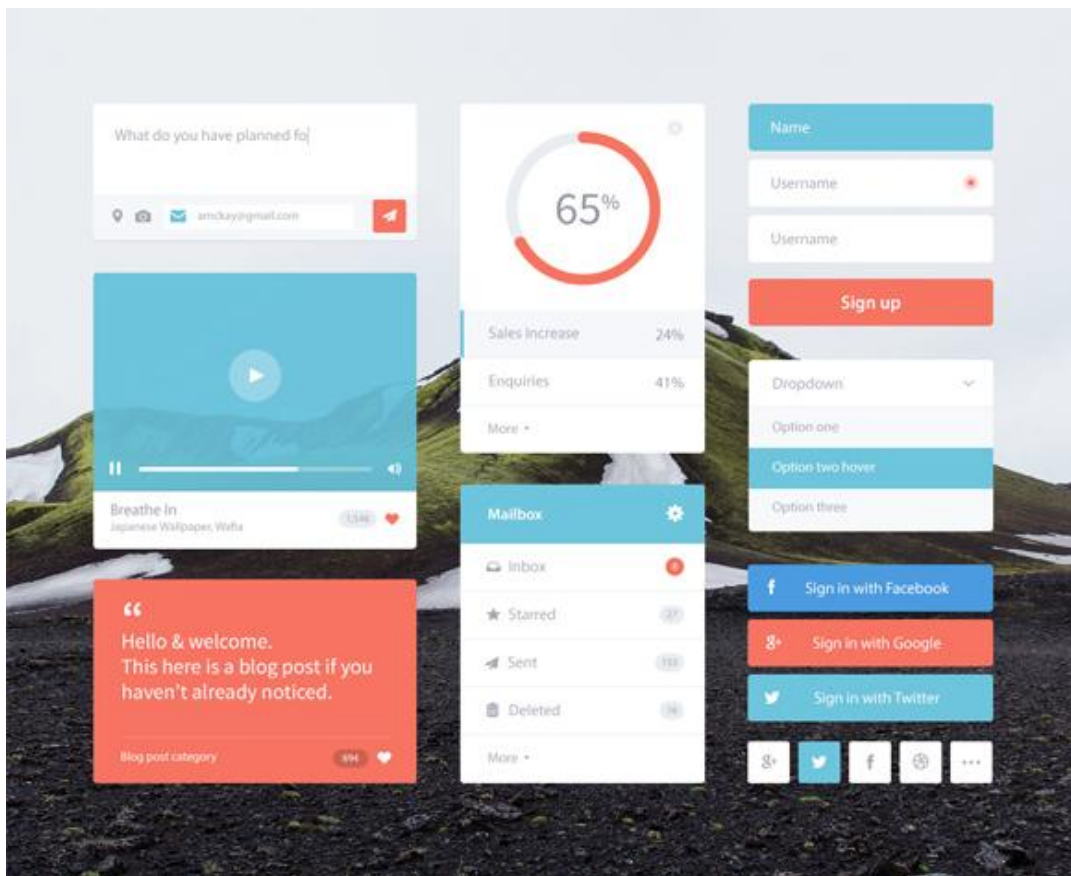 What do you have planned fo
amckay@gmail.com
Breathe In
Japanese Wallpaper, Wafia
“
Hello & welcome.
This here is a blog post if you
haven't already noticed.
Blog post category
694
65%
Sales Increase 24%
Enquiries 41%
More
Mailbox
Inbox
Starred
Sent
Deleted
More
Name
Username
Username
Sign up
Dropdown
Option one
Option two hover
Option three
f Sign in with Facebook
g+ Sign in with Google
Sign in with Twitter
g+ f